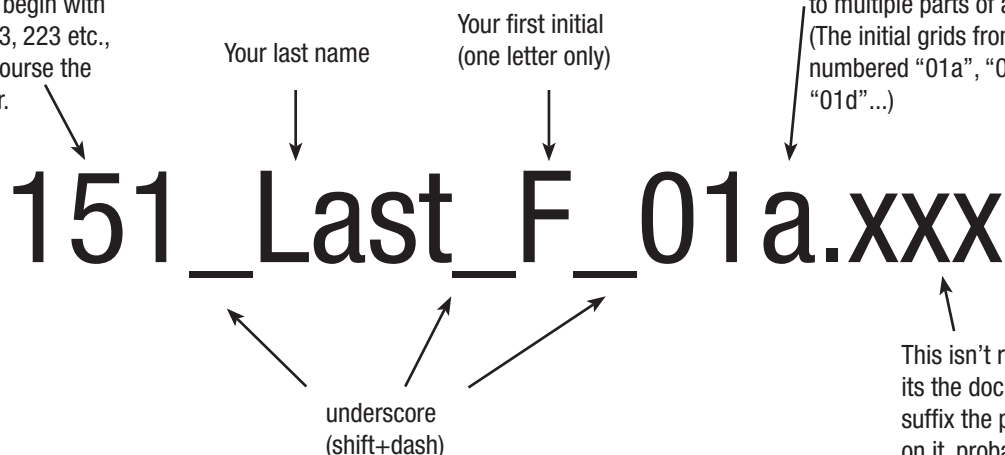 begin with
3, 223 etc.,
ourse the
r.
Your last name
Your first initial
(one letter only)
to multiple parts of a
(The initial grids from
numbered “01a”, “0
“01d”...)
151_Last_F_01a.xxx
underscore
(shift+dash)
This isn’t r
its the doc
suffix the p
on it, proba